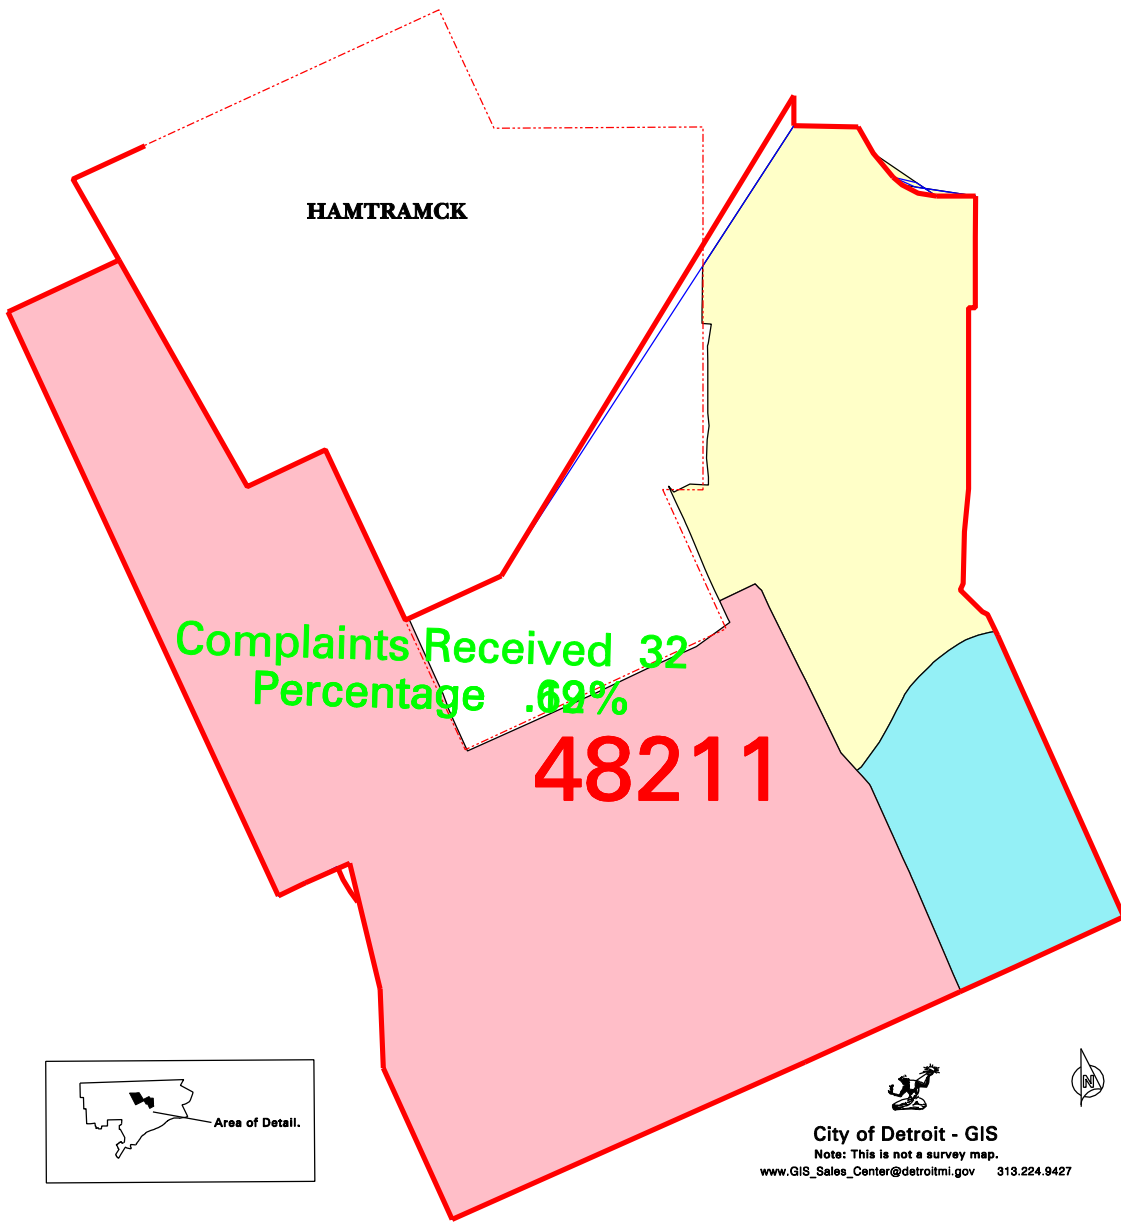 HAMTRAMCK
Complaints Received 32
Percentage
48211
Area of Detail.
N
City of Detroit - GIS
Note: This is not a survey map.
www.GIS_Sales_Center@detroitmi.gov 313.224.9427